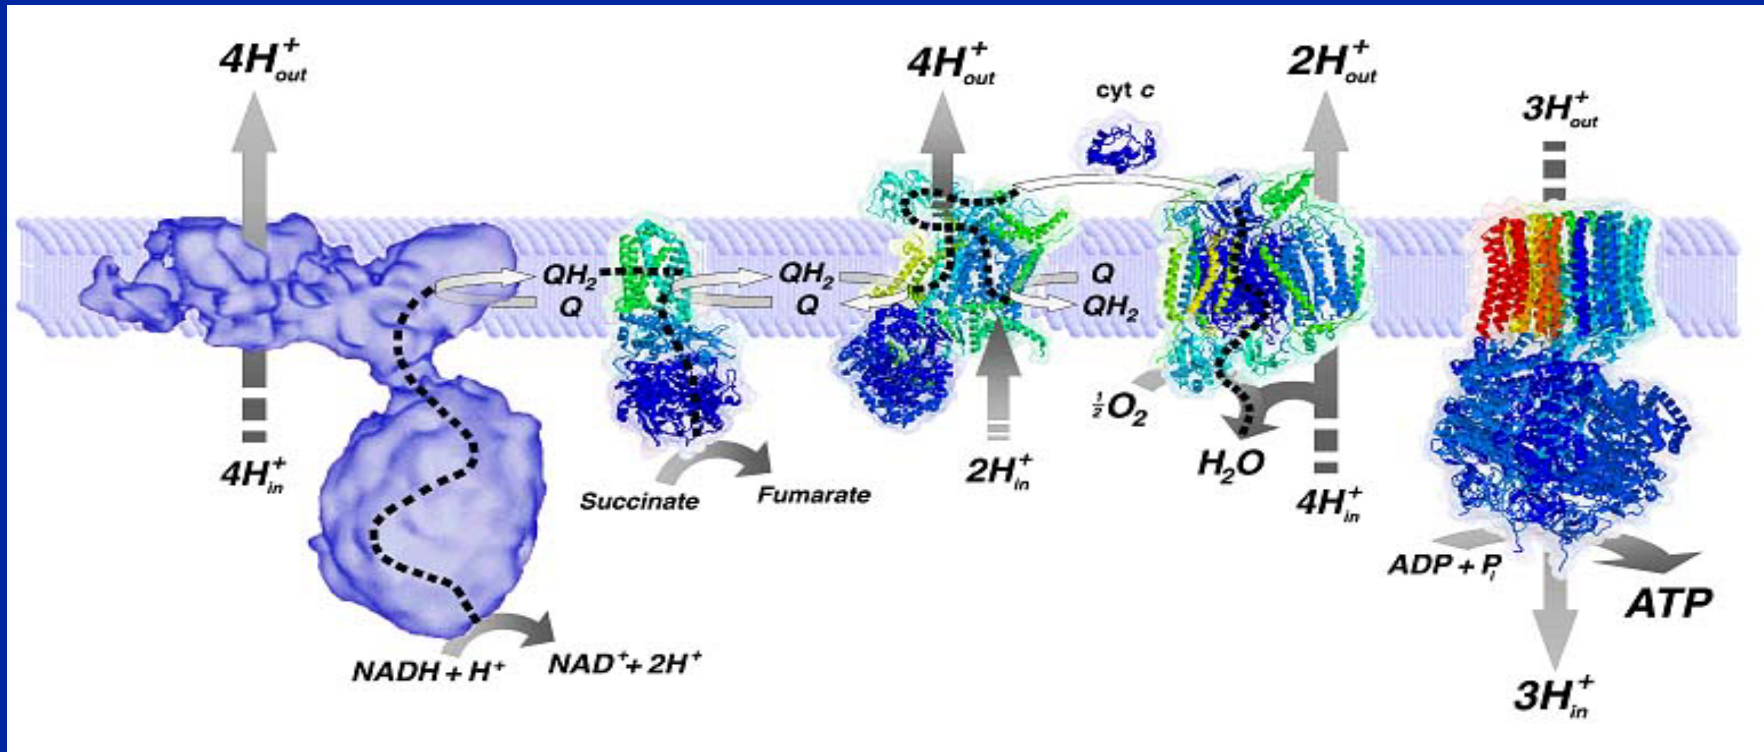 4H⁺out
4H⁺out
2H⁺out
cyt c
3H⁺out
QH₂
Q
QH₂
Q
Q
QH₂
½O₂
4H⁺in
2H⁺in
H₂O
4H⁺in
Succinate
Fumarate
ADP + Pi
ATP
NADH + H⁺
NAD⁺+ 2H⁺
3H⁺in